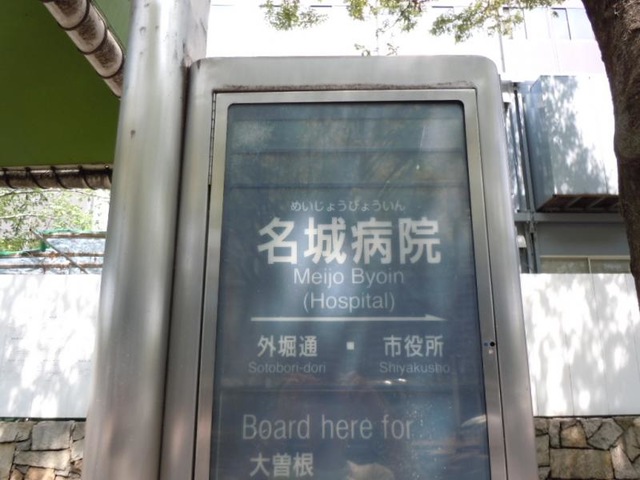 めいじょうびょういん
名城病院
Meijo Byoin
(Hospital)
外堀通 ■ 市役所
Sotobori-dori Shiyakusho
Board here for
大曽根